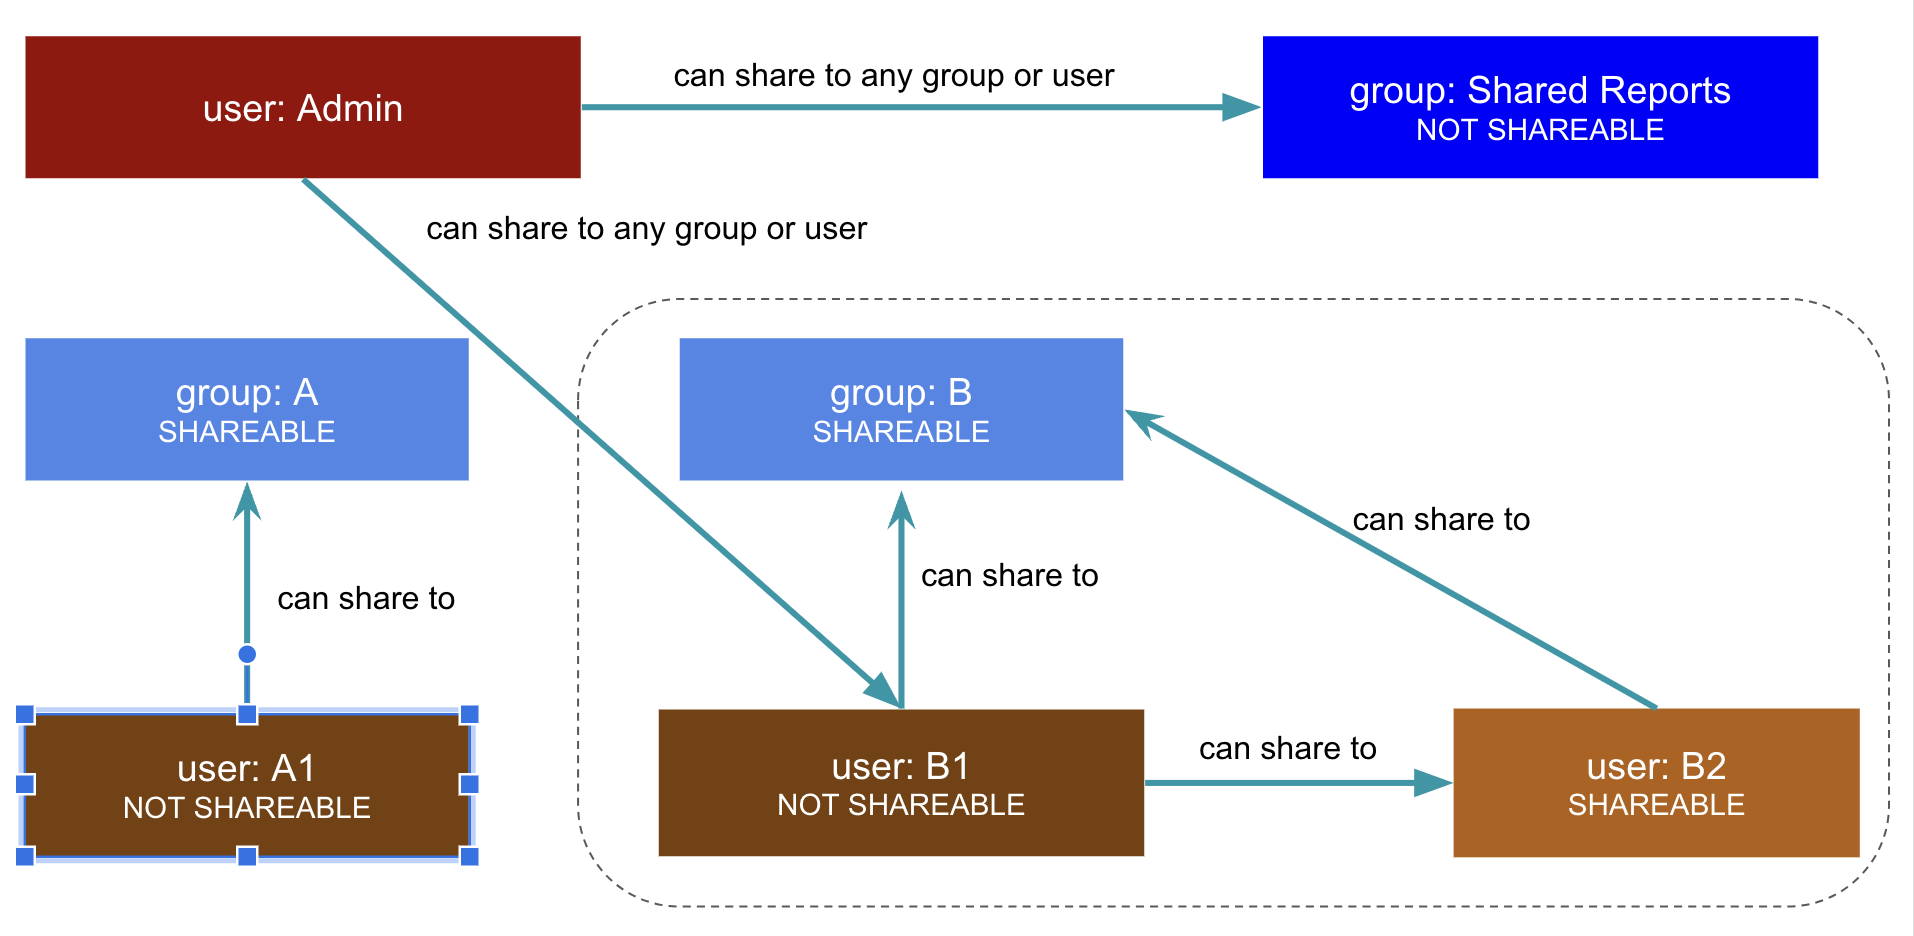 user: Admin
can share to any group or user
group: Shared Reports
NOT SHAREABLE
can share to any group or user
group: A
SHAREABLE
group: B
SHAREABLE
can share to
can share to
can share to
user: A1
NOT SHAREABLE
user: B1
NOT SHAREABLE
can share to
user: B2
SHAREABLE